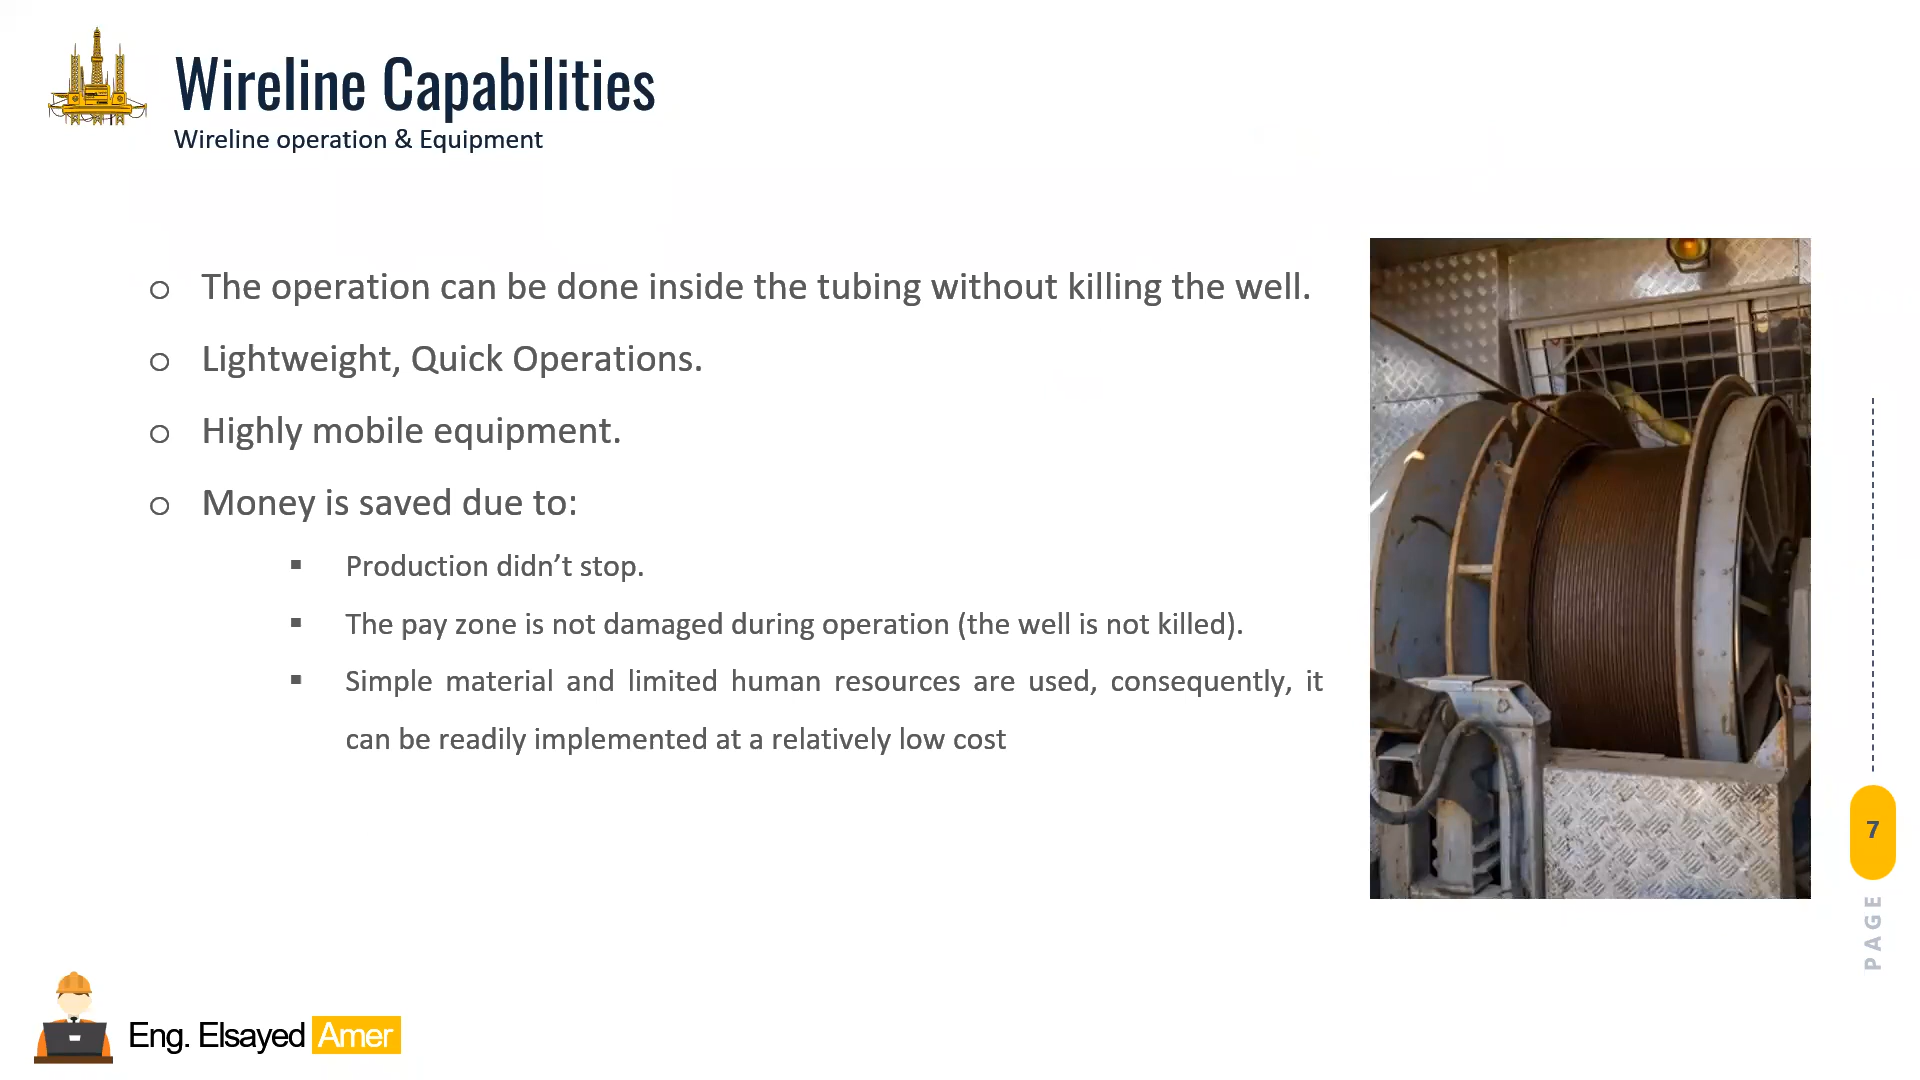 Wireline Capabilities
Wireline operation & Equipment
The operation can be done inside the tubing without killing the well.
Lightweight, Quick Operations.
Highly mobile equipment.
Money is saved due to:
Production didn’t stop.
The pay zone is not damaged during operation (the well is not killed).
Simple material and limited human resources are used, consequently, it
can be readily implemented at a relatively low cost
7
PAGE
Eng. Elsayed Amer